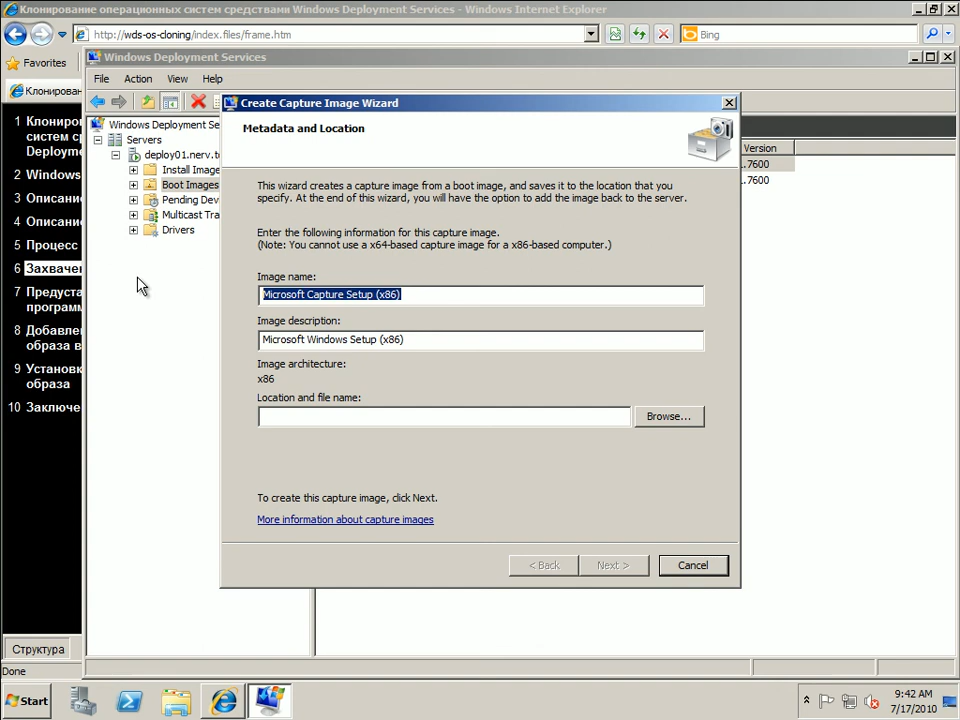 Клонирование операционных систем средствами Windows Deployment Services - Windows Internet Explorer
http://wds-os-cloning/index.files/frame.htm
Bing
Favorites
Клонирован
Windows Deployment Services
File Action View Help
1 Клонирон
систем ср
Deployme
2 Windows
3 Описани
4 Описани
5 Процесс
6 Захвачен
7 Предуста
программ
8 Добавлен
образа в
9 Установк
образа
10 Заключе
Структура
Done
Windows Deployment Se
Servers
deploy01.nerv.t
Install Image
Boot Images
Pending Dev
Multicast Tra
Drivers
Version
.7600
.7600
Create Capture Image Wizard
Metadata and Location
This wizard creates a capture image from a boot image, and saves it to the location that you
specify. At the end of this wizard, you will have the option to add the image back to the server.
Enter the following information for this capture image.
(Note: You cannot use a x64-based capture image for a x86-based computer.)
Image name:
Microsoft Capture Setup (x86)
Image description:
Microsoft Windows Setup (x86)
Image architecture:
x86
Location and file name:
Browse...
To create this capture image, click Next.
More information about capture images
< Back Next > Cancel
Start
9:42 AM
7/17/2010